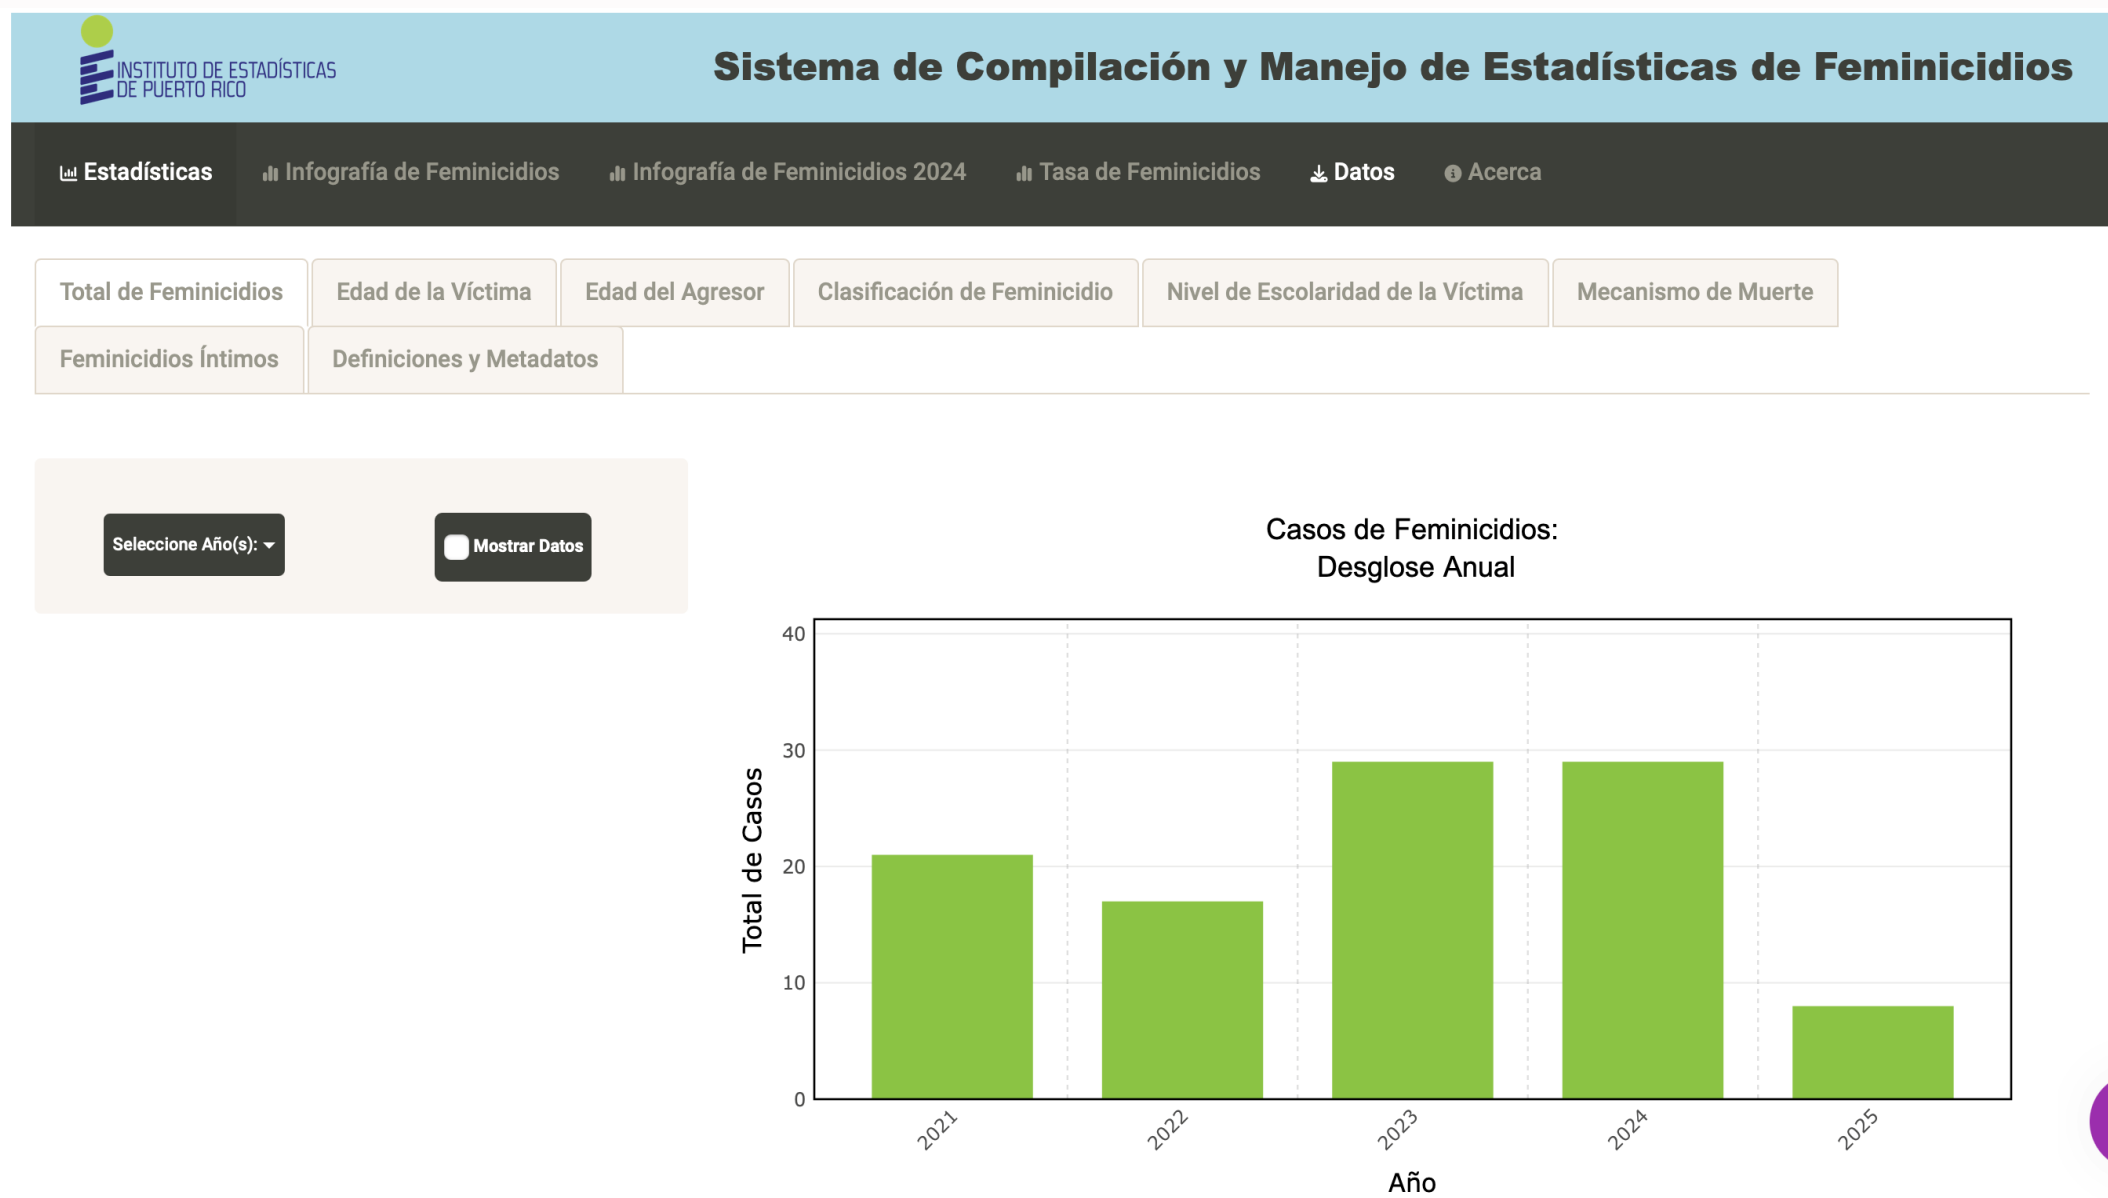 INSTITUTO DE ESTADÍSTICAS
DE PUERTO RICO
Sistema de Compilación y Manejo de Estadísticas de Feminicidios
Estadísticas
Infografía de Feminicidios
Infografía de Feminicidios 2024
Tasa de Feminicidios
Datos
Acerca
Total de Feminicidios
Edad de la Víctima
Edad del Agresor
Clasificación de Feminicidio
Nivel de Escolaridad de la Víctima
Mecanismo de Muerte
Feminicidios Íntimos
Definiciones y Metadatos
Seleccione Año(s):
Mostrar Datos
Casos de Feminicidios:
Desglose Anual
Total de Casos
40
30
20
10
0
2021
2022
2023
2024
2025
Año